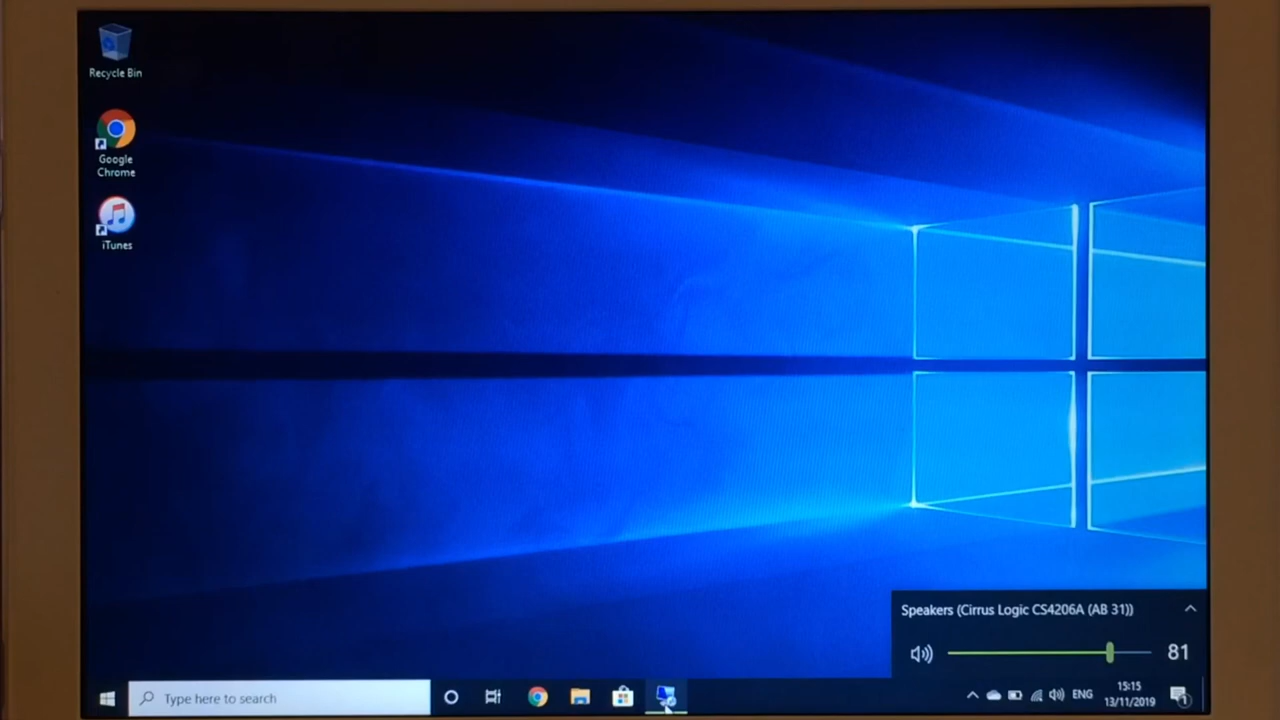 Recycle Bin
Google
Chrome
iTunes
Speakers (Cirrus Logic CS4206A (AB 31))
81
Type here to search
ENG
15:15
13/11/2019
1